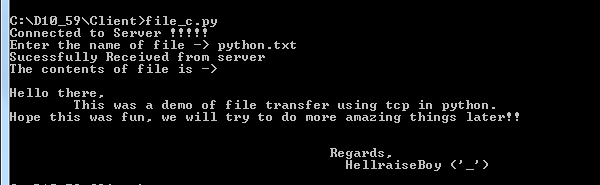 C:\D10_59\Client>file_c.py
Connected to Server !!!!!
Enter the name of file -> python.txt
Sucessfully Received from server
The contents of file is ->
Hello there,
This was a demo of file transfer using tcp in python.
Hope this was fun, we will try to do more amazing things later!!
Regards,
HellraiseBoy ('_')